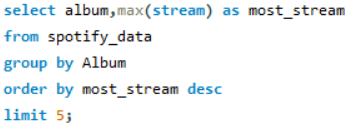 select album,max(stream) as most_stream
from spotify_data
group by Album
order by most_stream desc
limit 5;